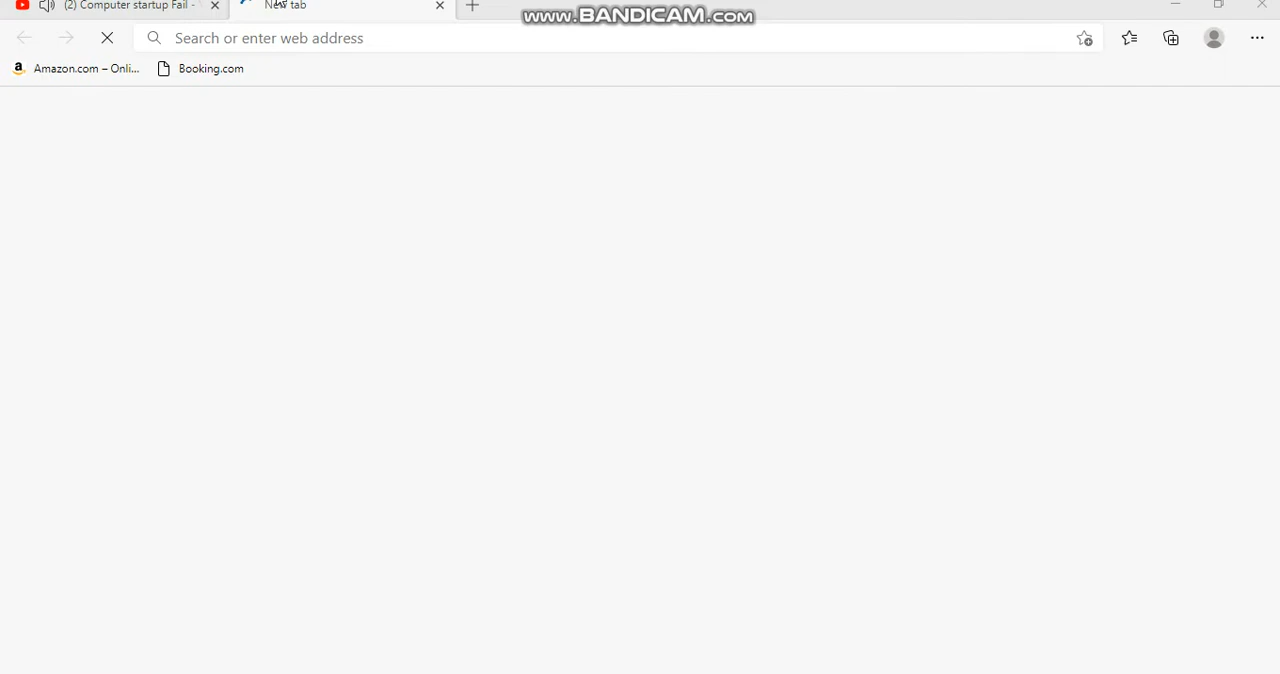 (2) Computer startup Fail -
New tab
www.BANDICAM.com
Search or enter web address
Amazon.com – Onli...
Booking.com